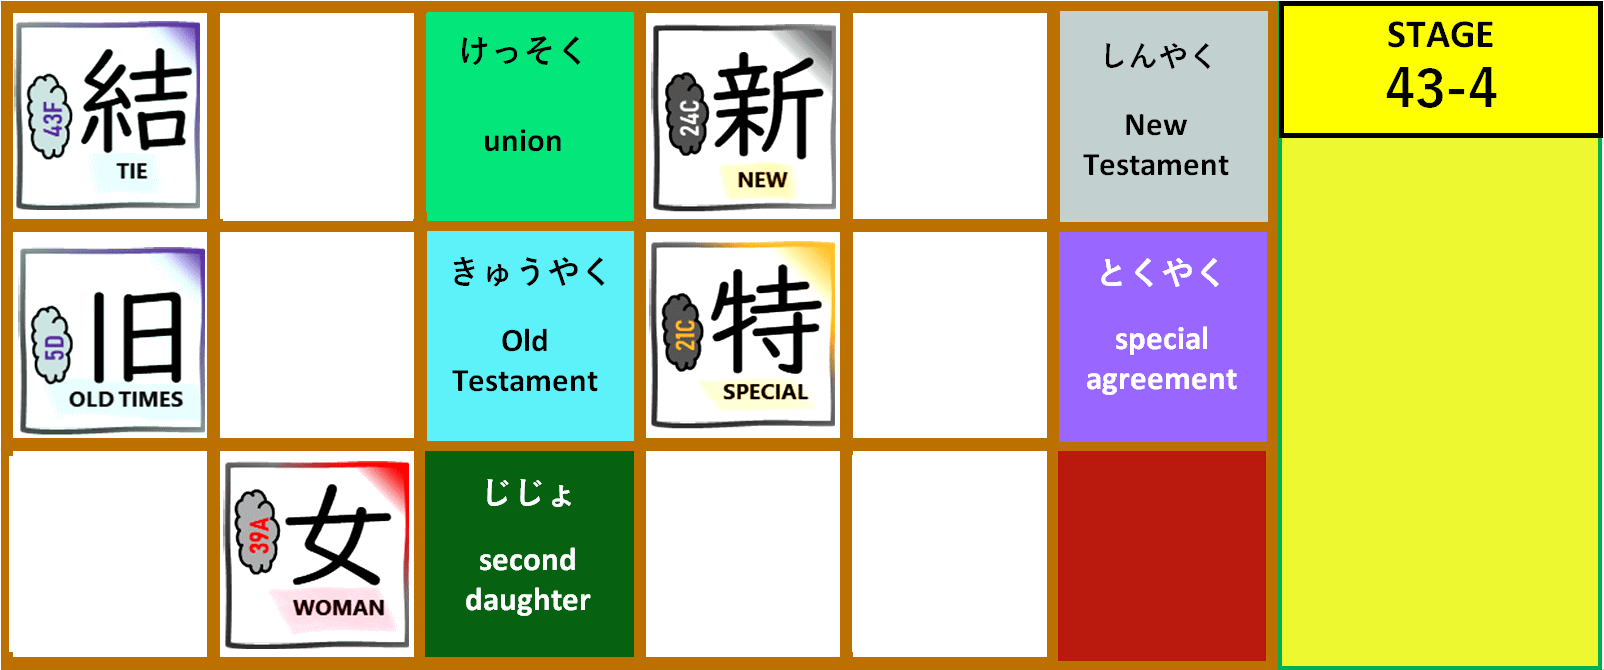 結
43F
TIE
けっそく
union
新
24C
NEW
しんやく
New
Testament
STAGE
43-4
旧
5D
OLD TIMES
きゅうやく
Old
Testament
特
21C
SPECIAL
とくやく
special
agreement
女
39A
WOMAN
じじょ
second
daughter